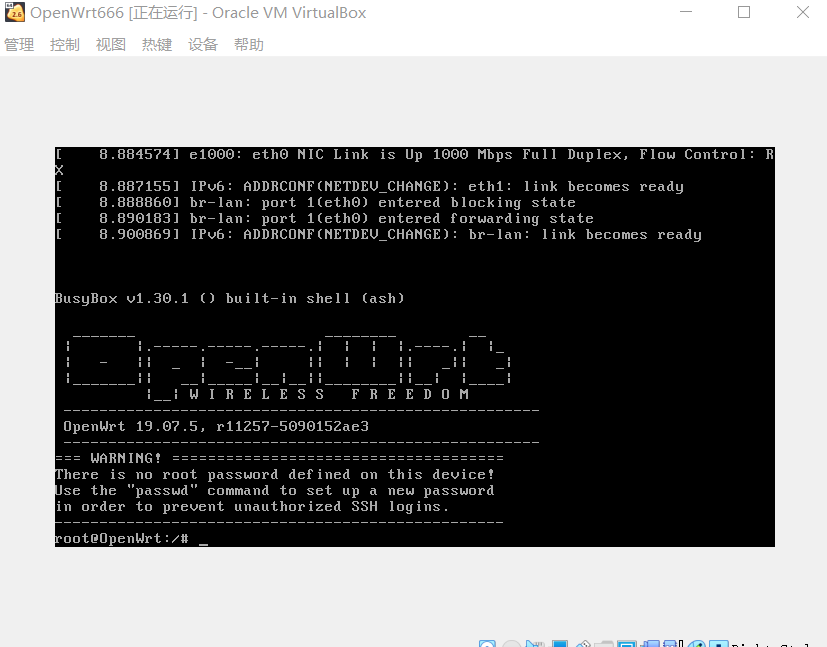 OpenWrt666 [正在运行] - Oracle VM VirtualBox
管理 控制 视图 热键 设备 帮助
[    8.884574] e1000: eth0 NIC Link is Up 1000 Mbps Full Duplex, Flow Control: R
X
[    8.887155] IPv6: ADDRCONF(NETDEV_CHANGE): eth1: link becomes ready
[    8.888860] br-lan: port 1(eth0) entered blocking state
[    8.890183] br-lan: port 1(eth0) entered forwarding state
[    8.900869] IPv6: ADDRCONF(NETDEV_CHANGE): br-lan: link becomes ready
BusyBox v1.30.1 () built-in shell (ash)
OpenWrt
W I R E L E S S   F R E E D O M
-----------------------------------------------------
OpenWrt 19.07.5, r11257-5090152ae3
-----------------------------------------------------
=== WARNING! =====================================
There is no root password defined on this device!
Use the "passwd" command to set up a new password
in order to prevent unauthorized SSH logins.
--------------------------------------------------
root@OpenWrt:/# _